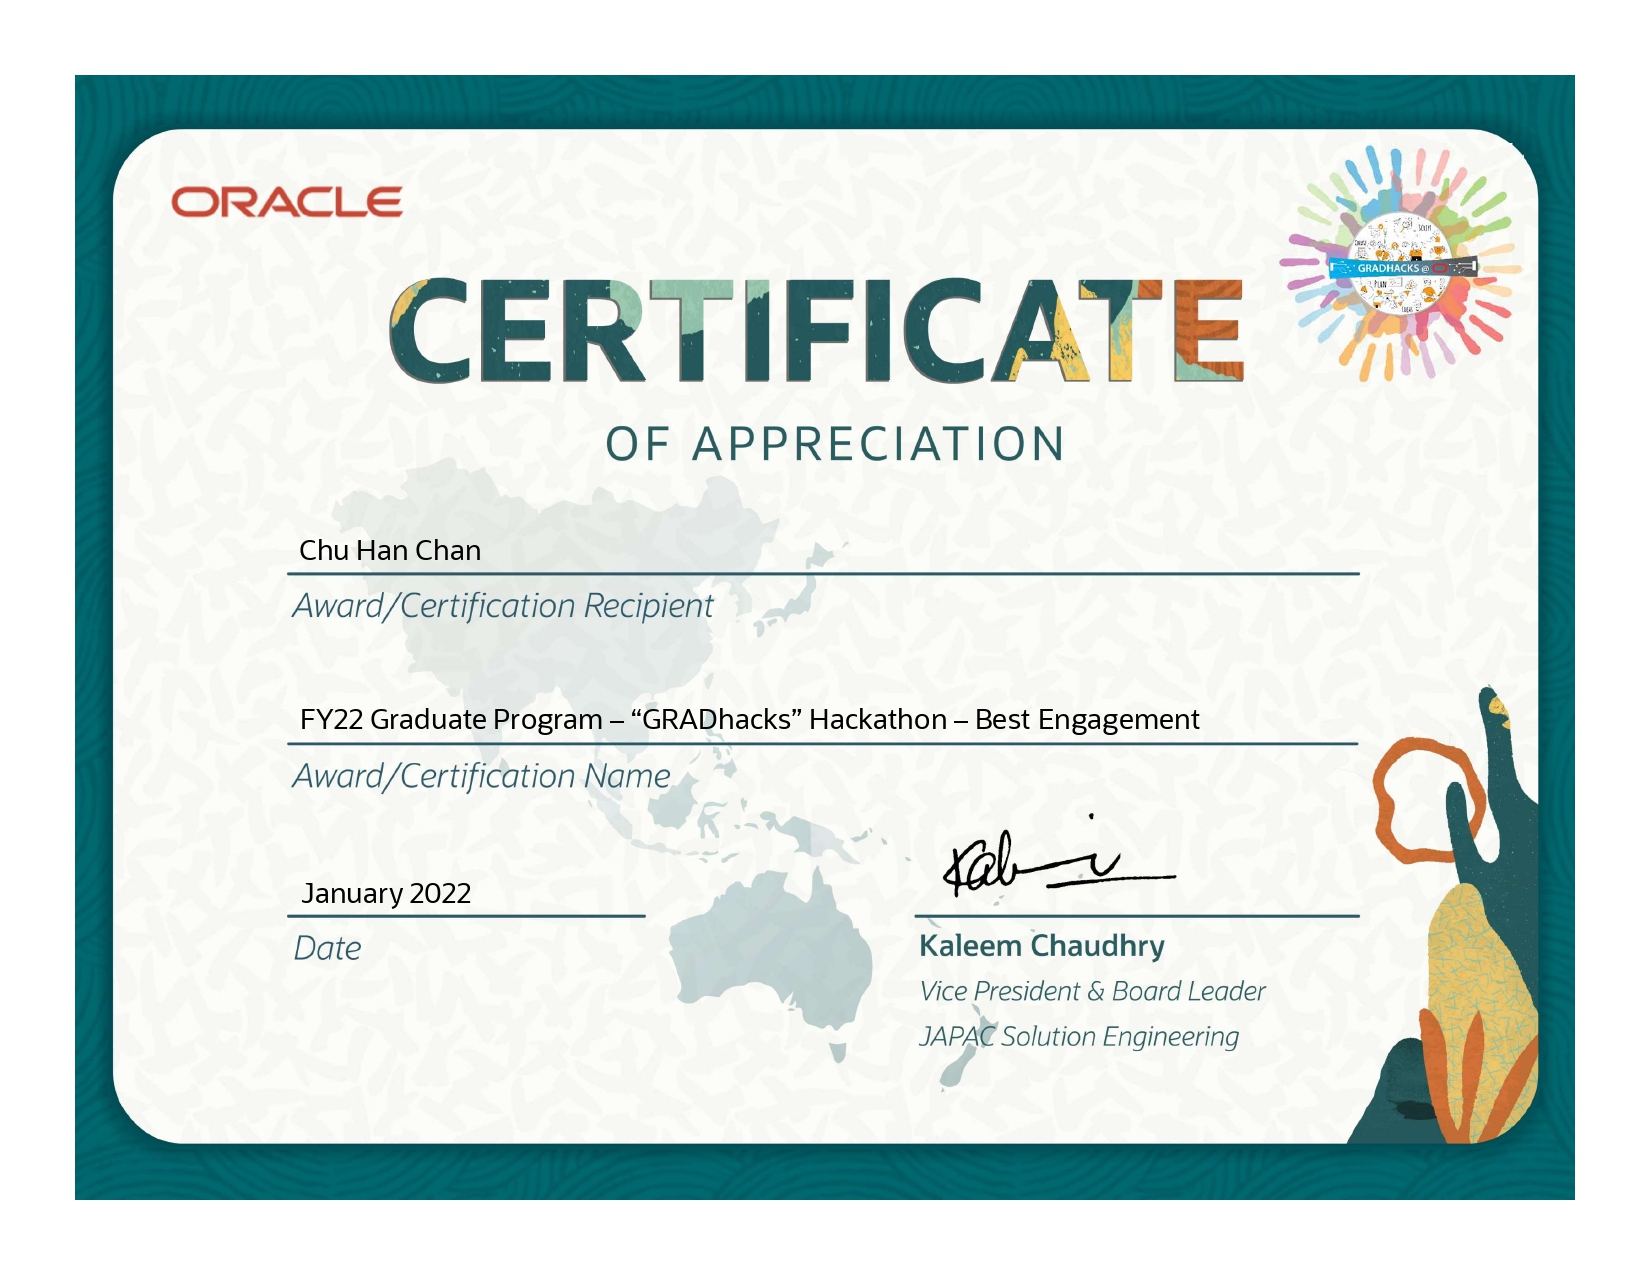 ORACLE
GRADHACKS @
PLAN
CERTIFICATE
OF APPRECIATION
Chu Han Chan
Award/Certification Recipient
FY22 Graduate Program – “GRADhacks” Hackathon – Best Engagement
Award/Certification Name
January 2022
Date
Kaleem Chaudhry
Vice President & Board Leader
JAPAC Solution Engineering